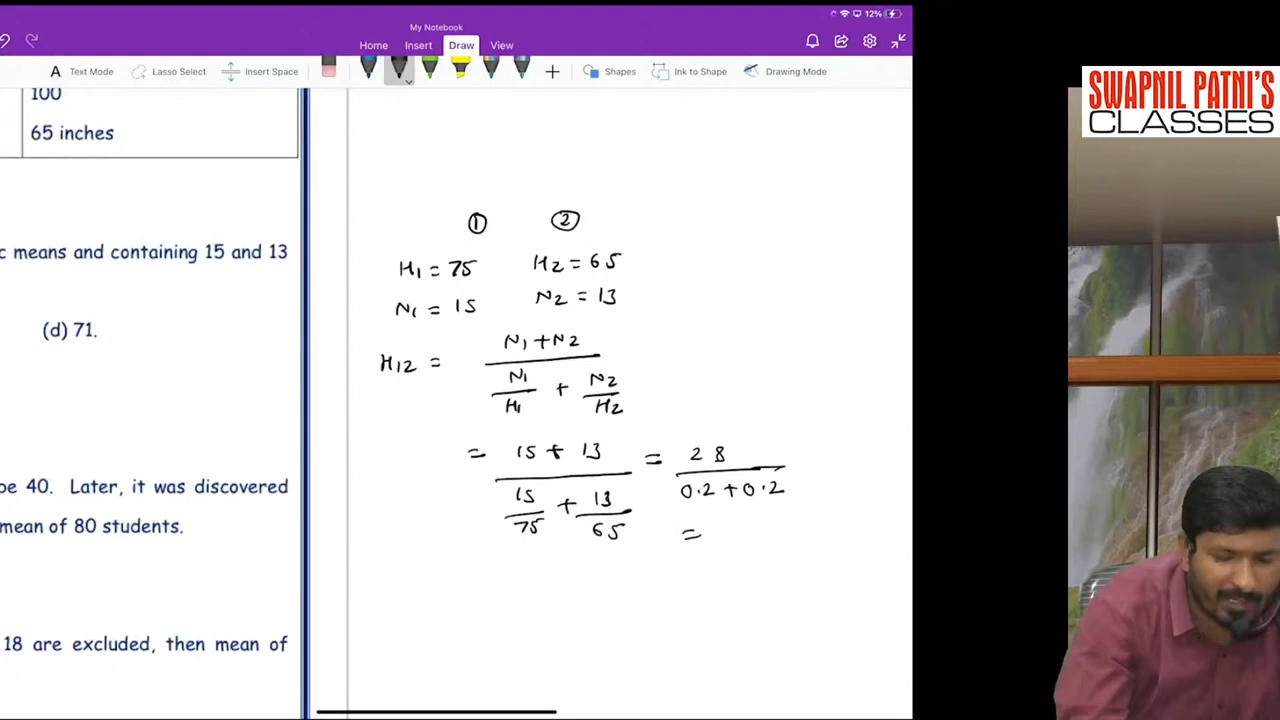 12%
My Notebook
Home Insert Draw View
Text Mode Lasso Select Insert Space Shapes Ink to Shape Drawing Mode
SWAPNIL PATNI'S
CLASSES
100
65 inches
① ②
c means and containing 15 and 13
H1 = 75 H2 = 65
N1 = 15 N2 = 13
(d) 71.
H12 = N1 + N2
N1/H1 + N2/H2
= 15 + 13 = 28
15/75 + 13/65 0.2 + 0.2
=
be 40. Later, it was discovered
mean of 80 students.
18 are excluded, then mean of